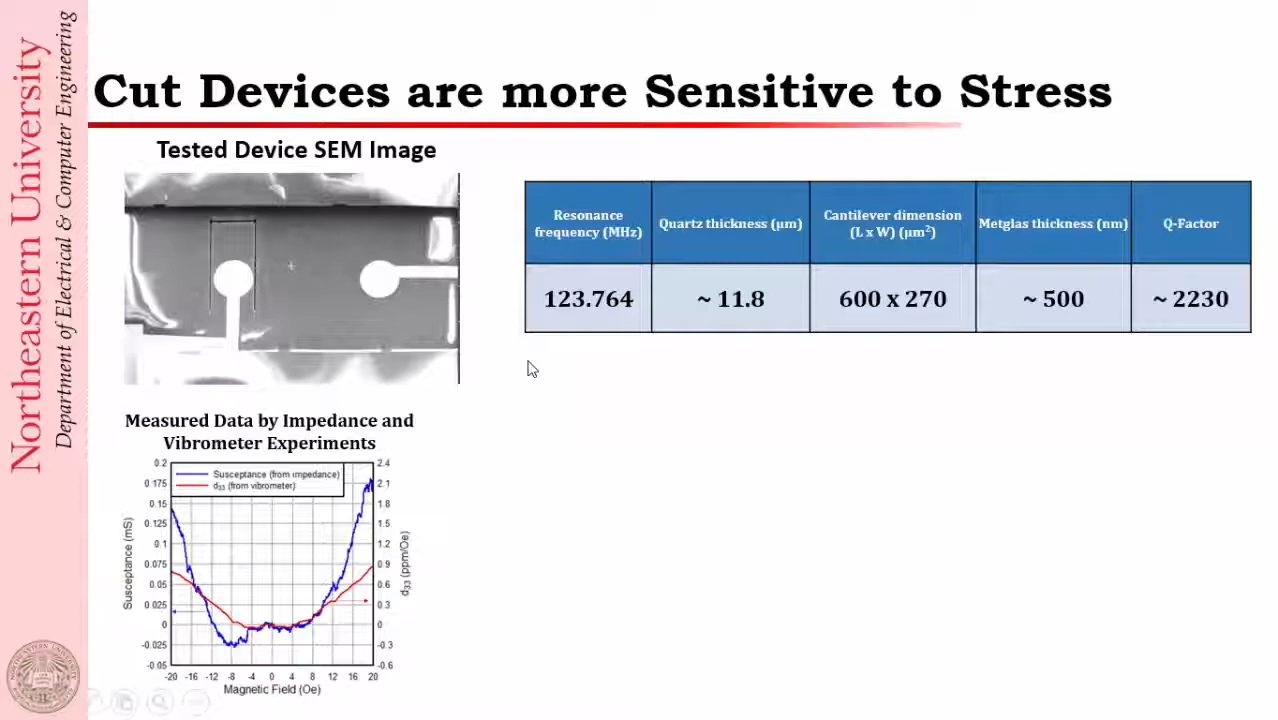 Northeastern University
Department of Electrical & Computer Engineering
Cut Devices are more Sensitive to Stress
Tested Device SEM Image
Resonance frequency (MHz)
Quartz thickness (μm)
Cantilever dimension (L x W) (μm²)
Metglas thickness (nm)
Q-Factor
123.764
~ 11.8
600 x 270
~ 500
~ 2230
Measured Data by Impedance and
Vibrometer Experiments
Susceptance (from impedance)
d₃₃ (from vibrometer)
Susceptance (mS)
0.2
0.175
0.15
0.125
0.1
0.075
0.05
0.025
0
-0.025
-0.05
2.4
2.1
1.8
1.5
1.2
0.9
0.6
0.3
0
-0.3
-0.6
d₃₃ (ppm/Oe)
-20 -16 -12 -8 -4 0 4 8 12 16 20
Magnetic Field (Oe)